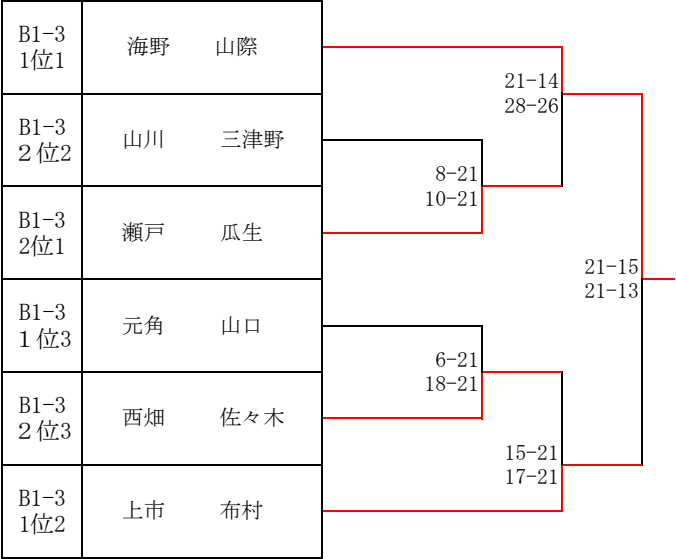 B1-3
1位1
海野 山際
21-14
28-26
B1-3
２位2
山川 三津野
8-21
10-21
B1-3
2位1
瀬戸 瓜生
21-15
21-13
B1-3
１位3
元角 山口
6-21
18-21
B1-3
２位3
西畑 佐々木
15-21
17-21
B1-3
1位2
上市 布村